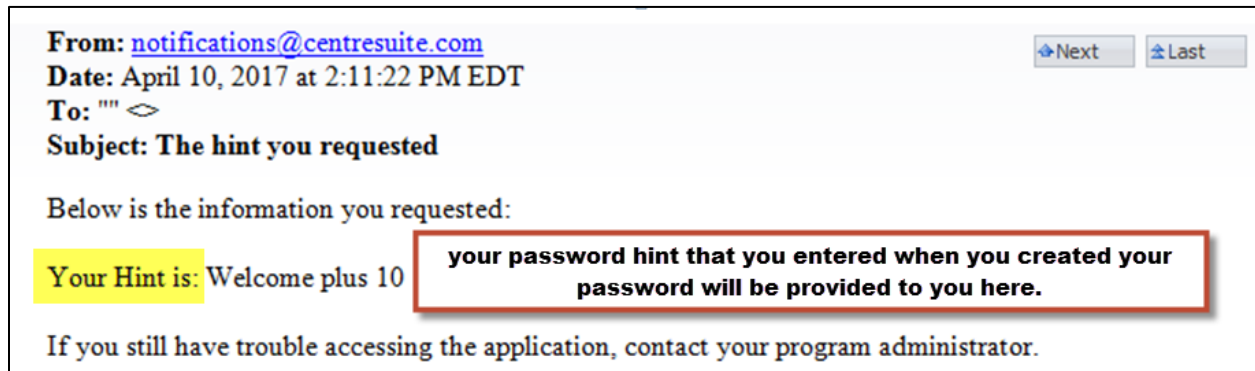 From: notifications@centresuite.com
Next Last
Date: April 10, 2017 at 2:11:22 PM EDT
To: "" <>
Subject: The hint you requested
Below is the information you requested:
Your Hint is: Welcome plus 10
your password hint that you entered when you created your
password will be provided to you here.
If you still have trouble accessing the application, contact your program administrator.